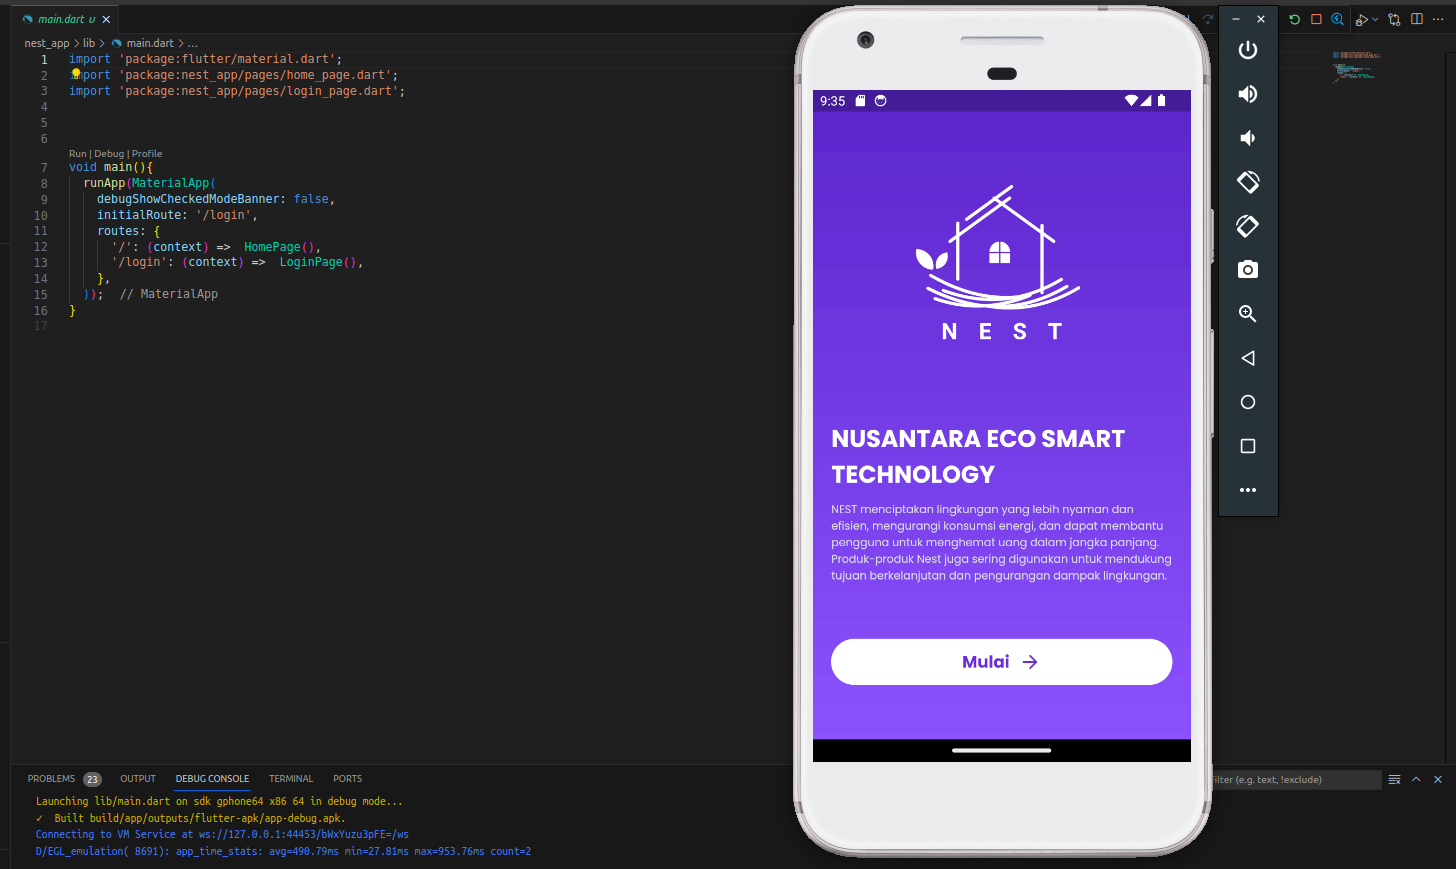 main.dart U
nest_app > lib > main.dart > ...
1 import 'package:flutter/material.dart';
2 import 'package:nest_app/pages/home_page.dart';
3 import 'package:nest_app/pages/login_page.dart';
4
5
6
Run | Debug | Profile
7 void main(){
8 runApp(MaterialApp(
9 debugShowCheckedModeBanner: false,
10 initialRoute: '/login',
11 routes: {
12 '/': (context) => HomePage(),
13 '/login': (context) => LoginPage(),
14 },
15 )); // MaterialApp
16 }
17
9:35
NEST
NUSANTARA ECO SMART
TECHNOLOGY
NEST menciptakan lingkungan yang lebih nyaman dan
efisien, mengurangi konsumsi energi, dan dapat membantu
pengguna untuk menghemat uang dalam jangka panjang.
Produk-produk Nest juga sering digunakan untuk mendukung
tujuan berkelanjutan dan pengurangan dampak lingkungan.
Mulai
PROBLEMS 23 OUTPUT DEBUG CONSOLE TERMINAL PORTS
ilter (e.g. text, !exclude)
Launching lib/main.dart on sdk gphone64 x86 64 in debug mode...
✓ Built build/app/outputs/flutter-apk/app-debug.apk.
Connecting to VM Service at ws://127.0.0.1:44453/bWxYuzu3pFE=/ws
D/EGL_emulation( 8691): app_time_stats: avg=490.79ms min=27.81ms max=953.76ms count=2